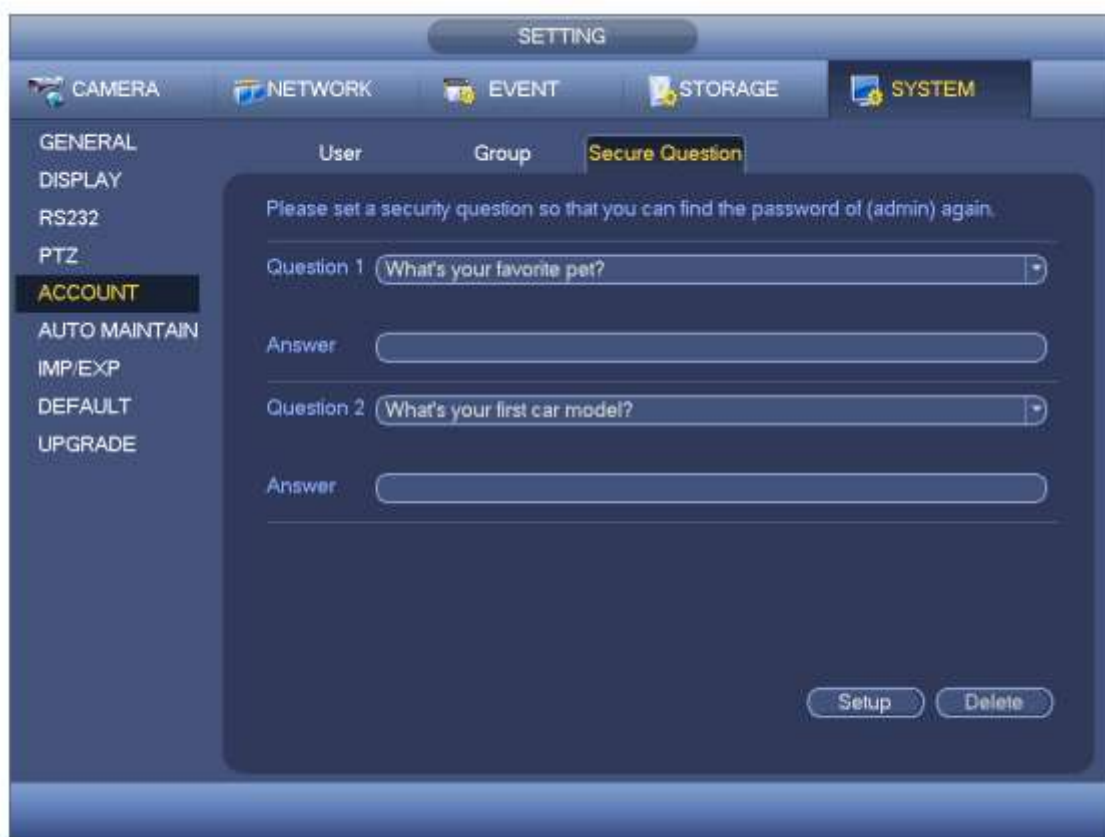 SETTING
CAMERA NETWORK EVENT STORAGE SYSTEM
GENERAL
DISPLAY
RS232
PTZ
ACCOUNT
AUTO MAINTAIN
IMP/EXP
DEFAULT
UPGRADE
User Group Secure Question
Please set a security question so that you can find the password of (admin) again.
Question 1 What's your favorite pet?
Answer
Question 2 What's your first car model?
Answer
Setup Delete